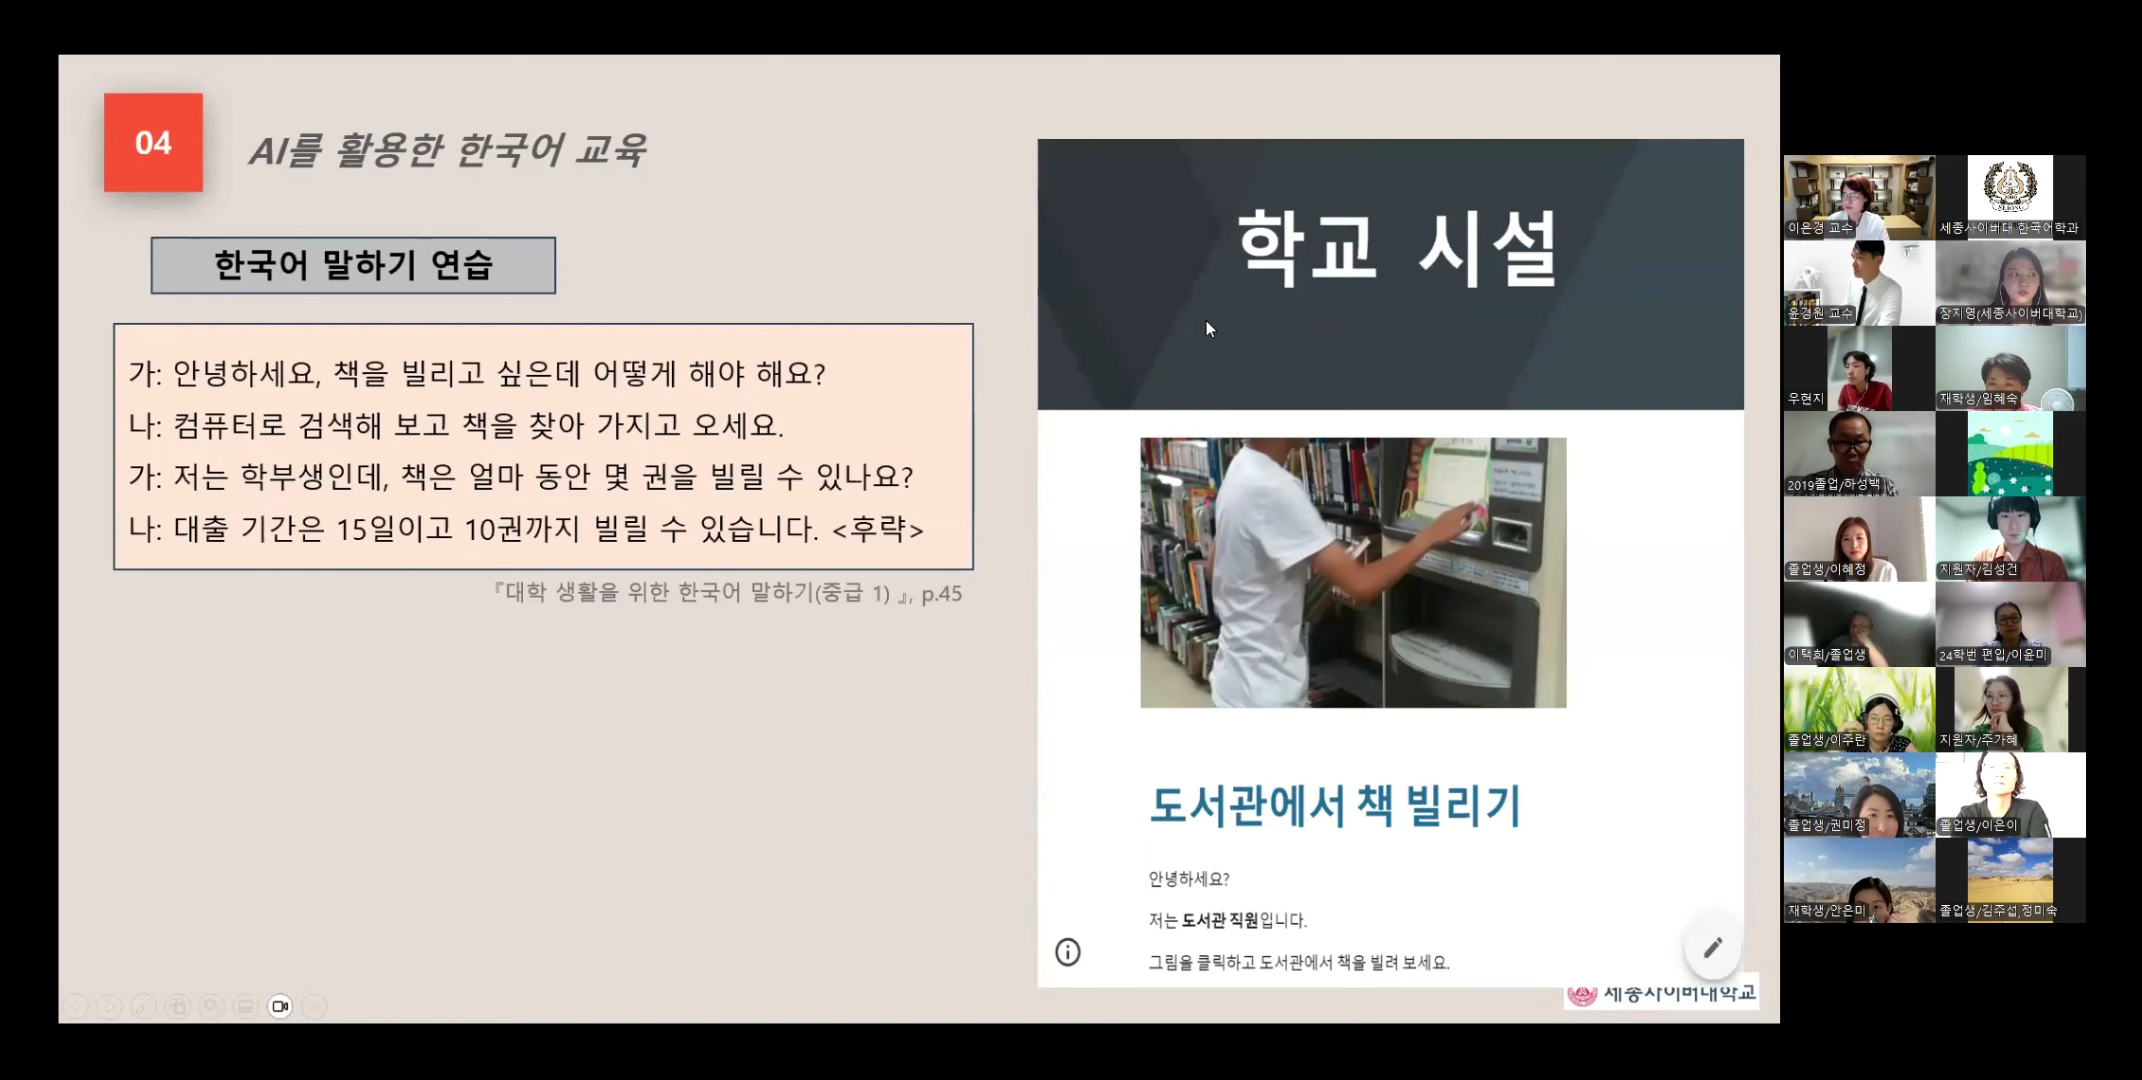 04
AI를 활용한 한국어 교육
한국어 말하기 연습
가: 안녕하세요, 책을 빌리고 싶은데 어떻게 해야 해요?
나: 컴퓨터로 검색해 보고 책을 찾아 가지고 오세요.
가: 저는 학부생인데, 책은 얼마 동안 몇 권을 빌릴 수 있나요?
나: 대출 기간은 15일이고 10권까지 빌릴 수 있습니다. <후략>
『대학 생활을 위한 한국어 말하기(중급 1) 』, p.45
학교 시설
도서관에서 책 빌리기
안녕하세요?
저는 도서관 직원입니다.
그림을 클릭하고 도서관에서 책을 빌려 보세요.
세종사이버대학교
이은경 교수
세종사이버대 한국어학과
윤경원 교수
장지영(세종사이버대학교)
우현지
재학생/임혜숙
2019졸업/하성백
졸업생/이혜정
지원자/김성건
이택희/졸업생
24학번 편입/이윤미
졸업생/이주란
지원자/주가혜
졸업생/권미정
졸업생/이은이
재학생/안은미
졸업생/김주섭,정미숙